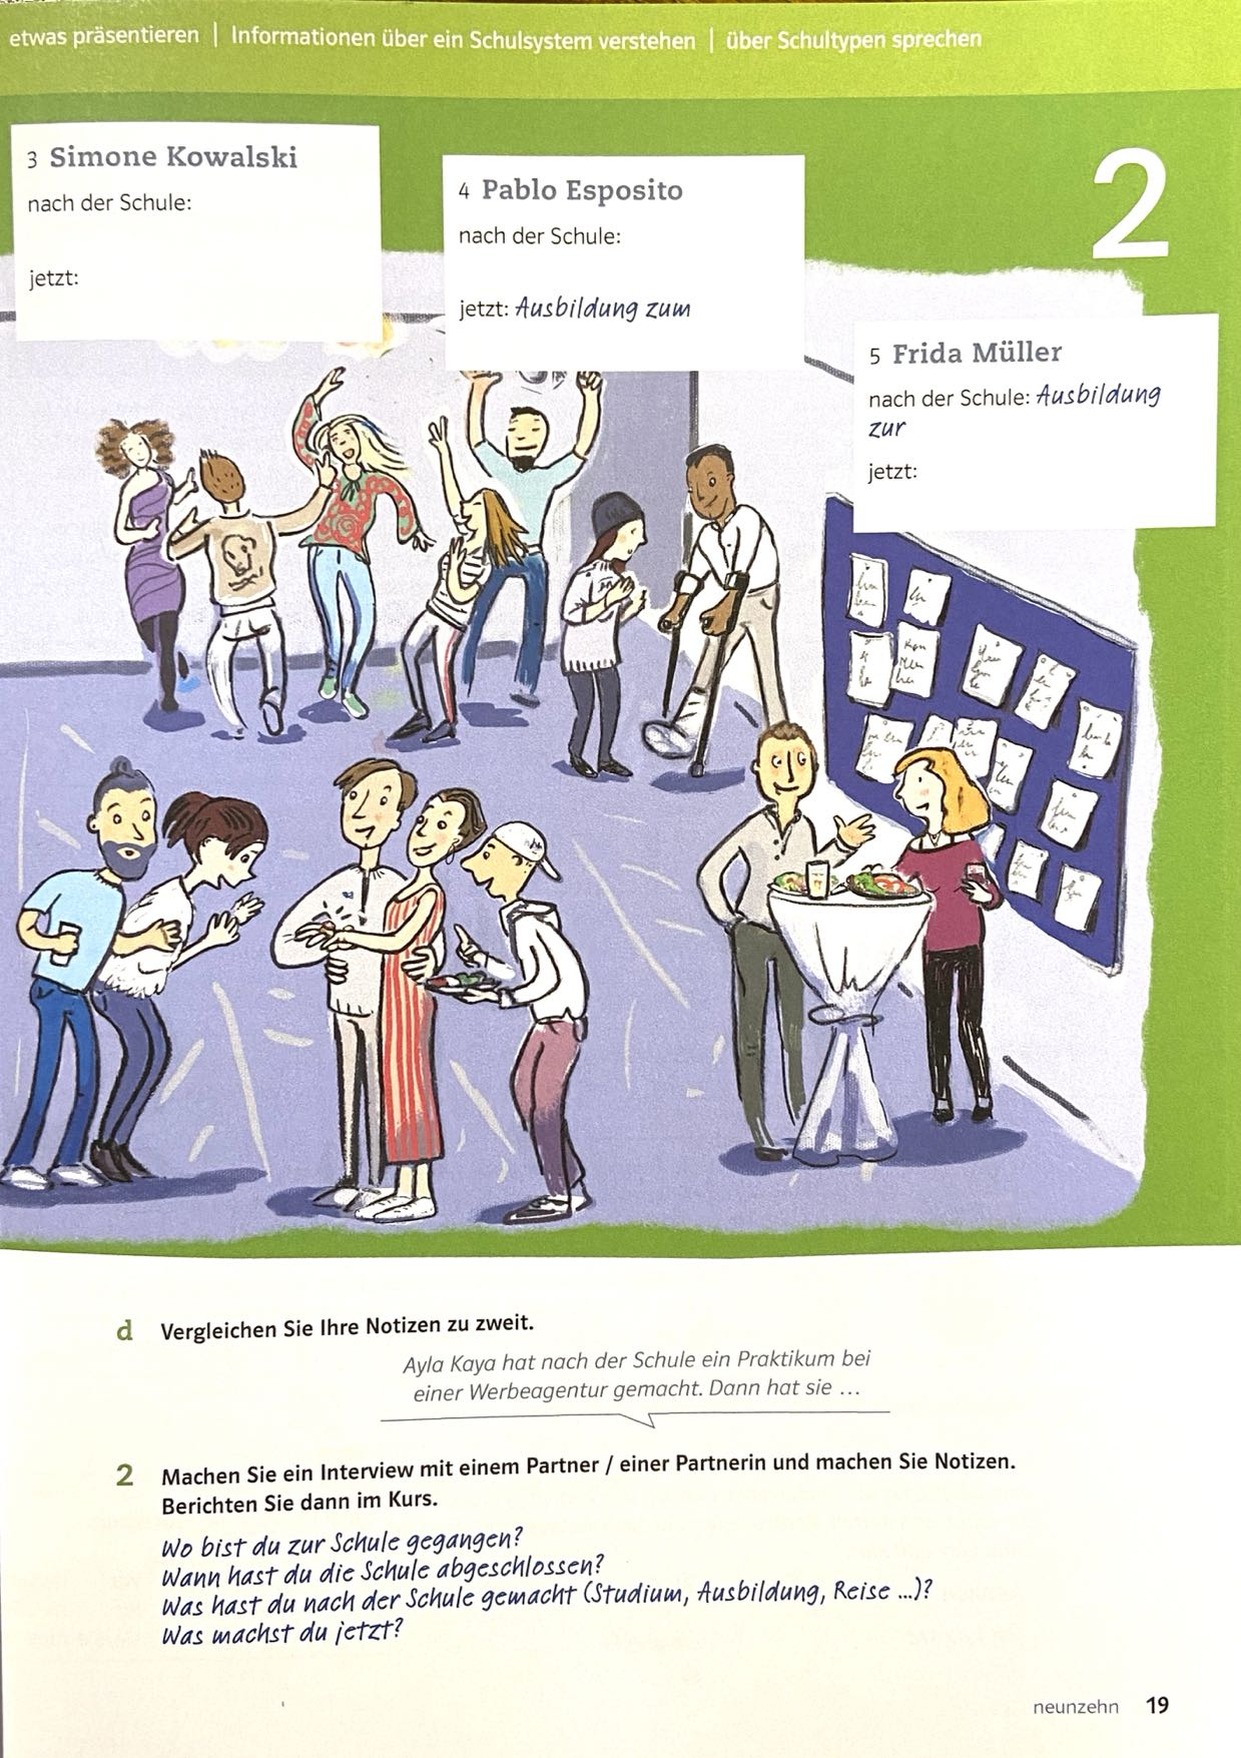 etwas präsentieren | Informationen über ein Schulsystem verstehen | über Schultypen sprechen
2
3 Simone Kowalski
nach der Schule:
jetzt:
4 Pablo Esposito
nach der Schule:
jetzt: Ausbildung zum
5 Frida Müller
nach der Schule: Ausbildung
zur
jetzt:
d Vergleichen Sie Ihre Notizen zu zweit.
Ayla Kaya hat nach der Schule ein Praktikum bei
einer Werbeagentur gemacht. Dann hat sie ...
2 Machen Sie ein Interview mit einem Partner / einer Partnerin und machen Sie Notizen.
Berichten Sie dann im Kurs.
Wo bist du zur Schule gegangen?
Wann hast du die Schule abgeschlossen?
Was hast du nach der Schule gemacht (Studium, Ausbildung, Reise ...)?
Was machst du jetzt?
neunzehn 19